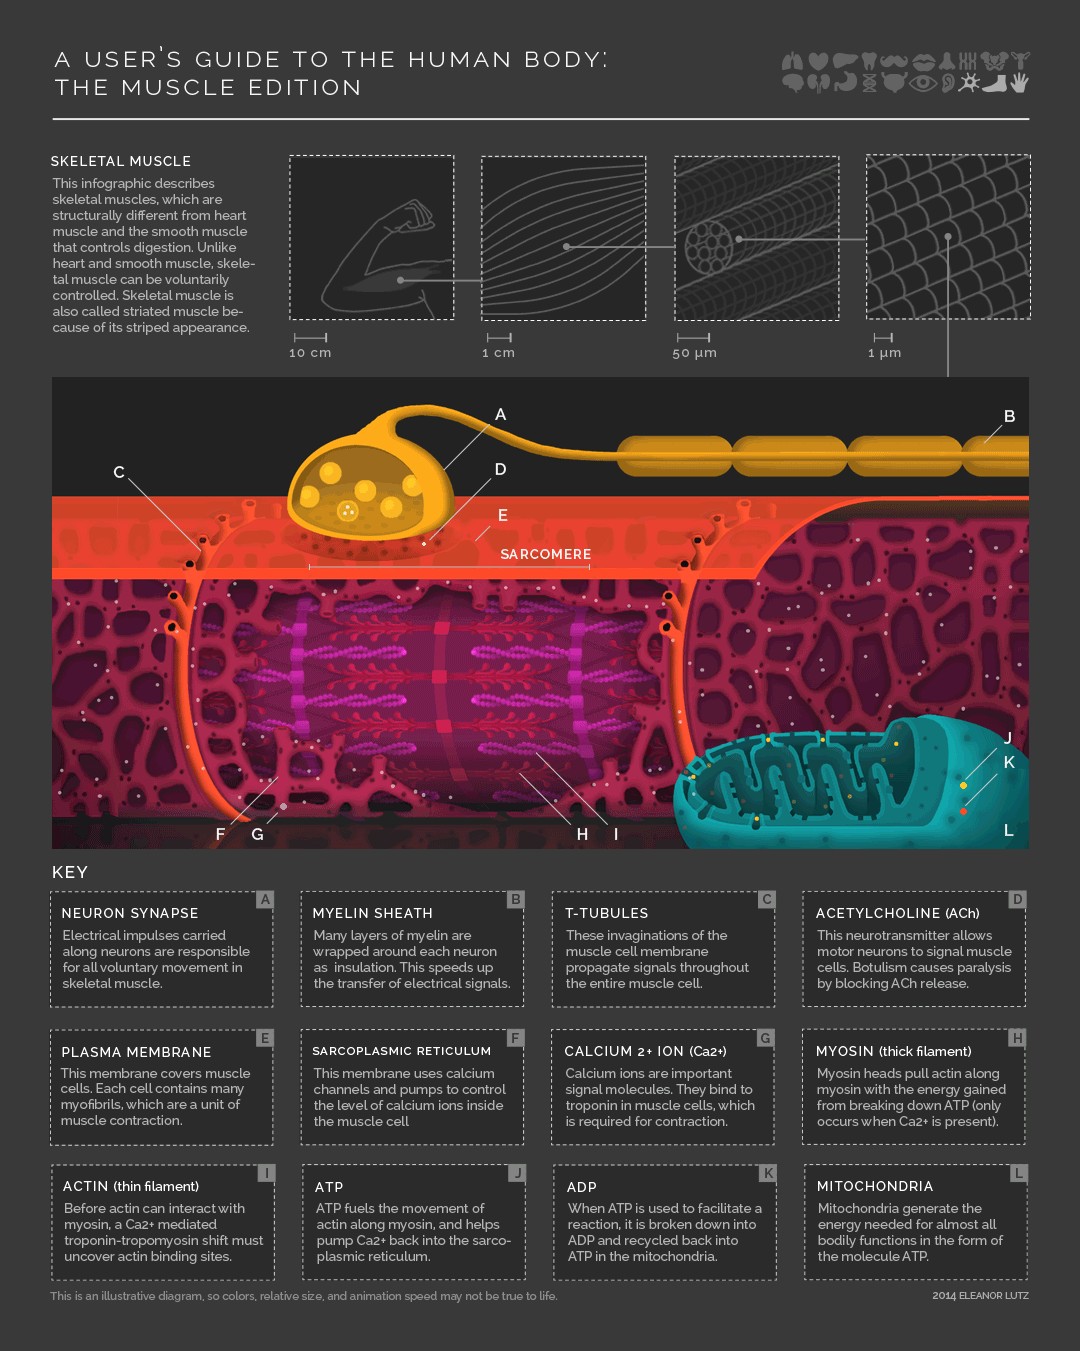 A USER'S GUIDE TO THE HUMAN BODY:
THE MUSCLE EDITION
SKELETAL MUSCLE
This infographic describes
skeletal muscles, which are
structurally different from heart
muscle and the smooth muscle
that controls digestion. Unlike
heart and smooth muscle, skele-
tal muscle can be voluntarily
controlled. Skeletal muscle is
also called striated muscle be-
cause of its striped appearance.
10 cm
1 cm
50 µm
1 µm
A
B
C
D
E
SARCOMERE
J
K
F
G
H
I
L
KEY
A
NEURON SYNAPSE
Electrical impulses carried
along neurons are responsible
for all voluntary movement in
skeletal muscle.
B
MYELIN SHEATH
Many layers of myelin are
wrapped around each neuron
as insulation. This speeds up
the transfer of electrical signals.
C
T-TUBULES
These invaginations of the
muscle cell membrane
propagate signals throughout
the entire muscle cell.
D
ACETYLCHOLINE (ACh)
This neurotransmitter allows
motor neurons to signal muscle
cells. Botulism causes paralysis
by blocking ACh release.
E
PLASMA MEMBRANE
This membrane covers muscle
cells. Each cell contains many
myofibrils, which are a unit of
muscle contraction.
F
SARCOPLASMIC RETICULUM
This membrane uses calcium
channels and pumps to control
the level of calcium ions inside
the muscle cell
G
CALCIUM 2+ ION (Ca2+)
Calcium ions are important
signal molecules. They bind to
troponin in muscle cells, which
is required for contraction.
H
MYOSIN (thick filament)
Myosin heads pull actin along
myosin with the energy gained
from breaking down ATP (only
occurs when Ca2+ is present).
I
ACTIN (thin filament)
Before actin can interact with
myosin, a Ca2+ mediated
troponin-tropomyosin shift must
uncover actin binding sites.
J
ATP
ATP fuels the movement of
actin along myosin, and helps
pump Ca2+ back into the sarco-
plasmic reticulum.
K
ADP
When ATP is used to facilitate a
reaction, it is broken down into
ADP and recycled back into
ATP in the mitochondria.
L
MITOCHONDRIA
Mitochondria generate the
energy needed for almost all
bodily functions in the form of
the molecule ATP.
This is an illustrative diagram, so colors, relative size, and animation speed may not be true to life.
2014 ELEANOR LUTZ